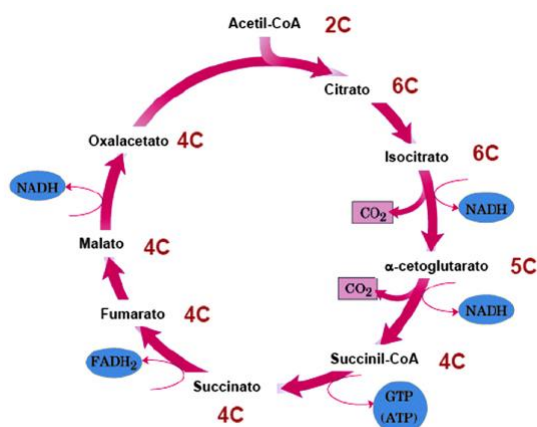 Acetil-CoA 2C
Citrato 6C
Isocitrato 6C
CO₂ NADH
α-cetoglutarato 5C
CO₂ NADH
Succinil-CoA 4C
GTP
(ATP)
Succinato
4C
FADH₂
Fumarato 4C
Malato 4C
NADH
Oxalacetato 4C